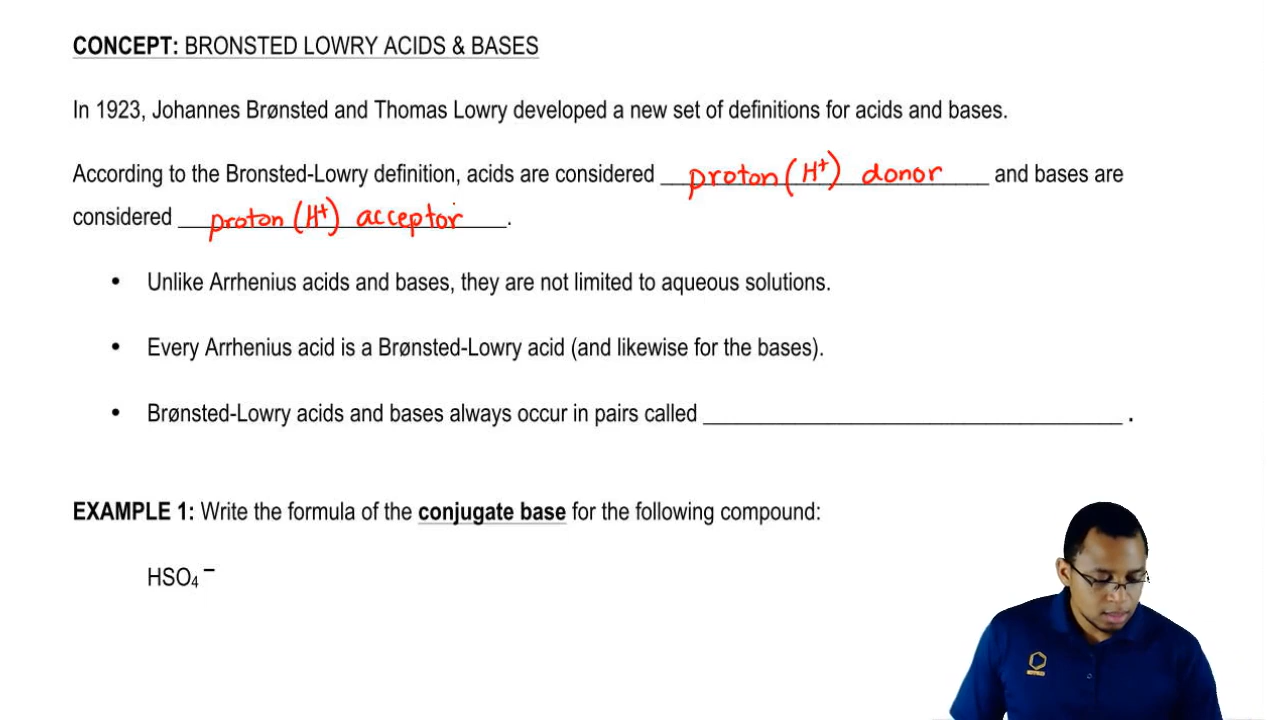 CONCEPT: BRONSTED LOWRY ACIDS & BASES
In 1923, Johannes Brønsted and Thomas Lowry developed a new set of definitions for acids and bases.
According to the Bronsted-Lowry definition, acids are considered proton (H⁺) donor and bases are
considered proton (H⁺) acceptor.
• Unlike Arrhenius acids and bases, they are not limited to aqueous solutions.
• Every Arrhenius acid is a Brønsted-Lowry acid (and likewise for the bases).
• Brønsted-Lowry acids and bases always occur in pairs called ________________________________ .
EXAMPLE 1: Write the formula of the conjugate base for the following compound:
HSO₄⁻